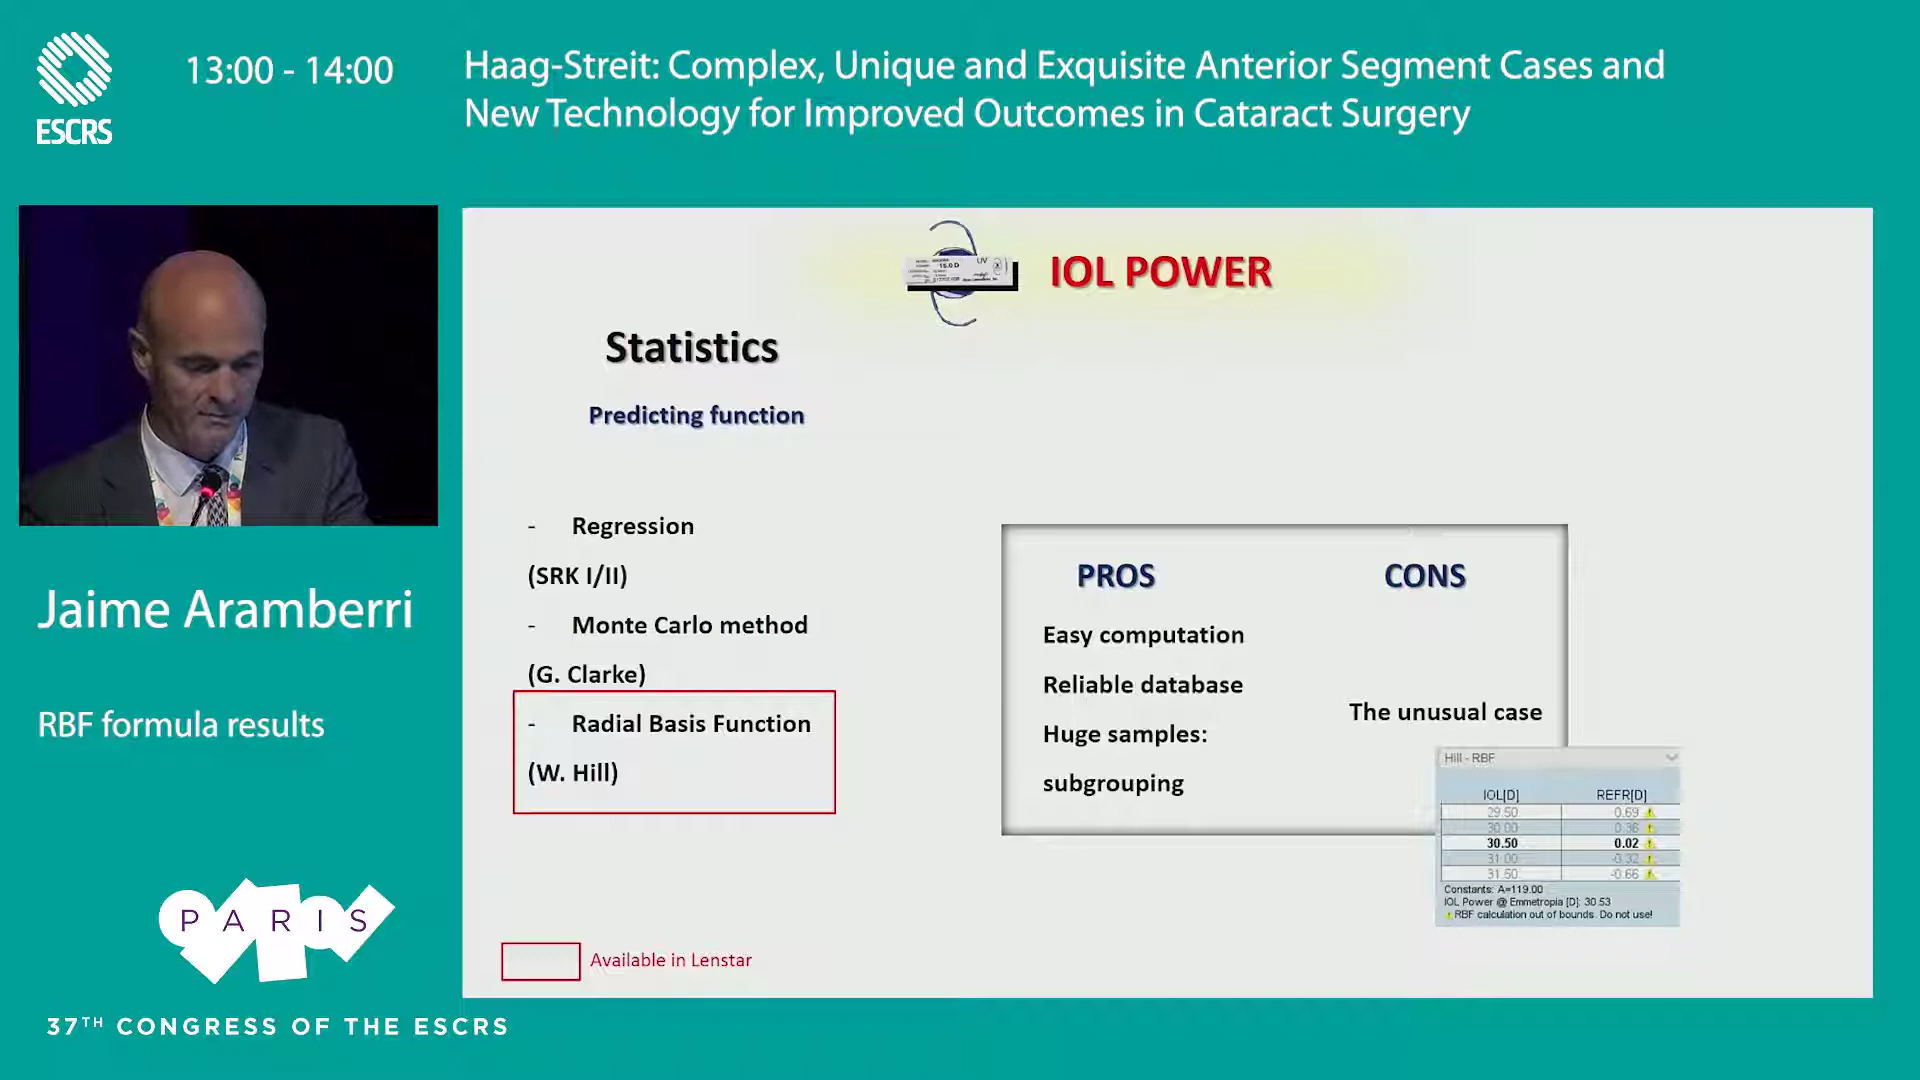 ESCRS
13:00 - 14:00
Haag-Streit: Complex, Unique and Exquisite Anterior Segment Cases and
New Technology for Improved Outcomes in Cataract Surgery
Jaime Aramberri
RBF formula results
PARIS
37TH CONGRESS OF THE ESCRS
15.0 D
UV
IOL POWER
Statistics
Predicting function
- Regression
(SRK I/II)
- Monte Carlo method
(G. Clarke)
- Radial Basis Function
(W. Hill)
Available in Lenstar
PROS
Easy computation
Reliable database
Huge samples:
subgrouping
CONS
The unusual case
Hill - RBF
IOL[D] REFR[D]
29.50 0.69
30.00 0.36
30.50 0.02
31.00 -0.32
31.50 -0.66
Constants: A=119.00
IOL Power @ Emmetropia [D]: 30.53
RBF calculation out of bounds. Do not use!